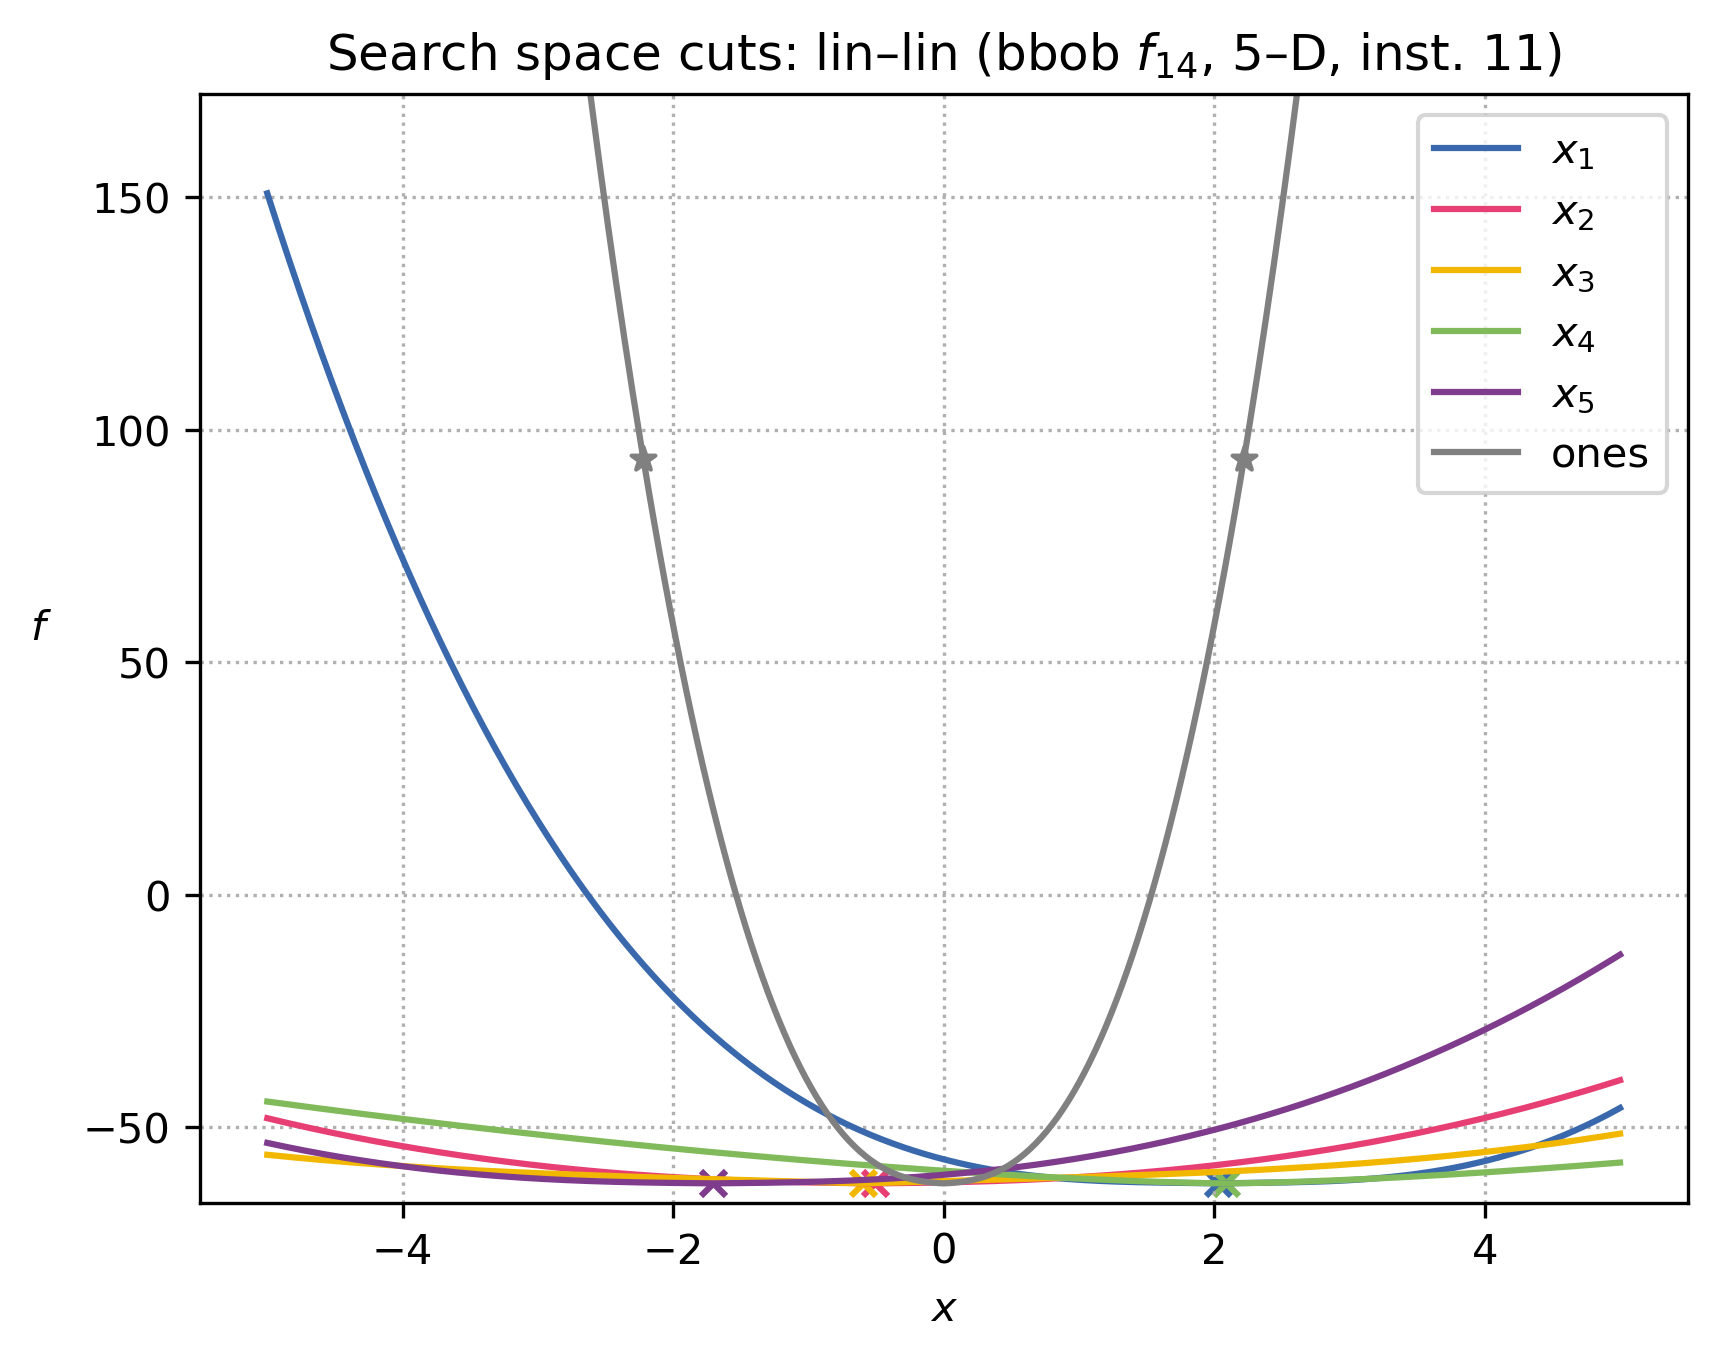 Search space cuts: lin–lin (bbob f₁₄, 5–D, inst. 11)
150
100
50
0
−50
f
−4 −2 0 2 4
x
x₁
x₂
x₃
x₄
x₅
ones